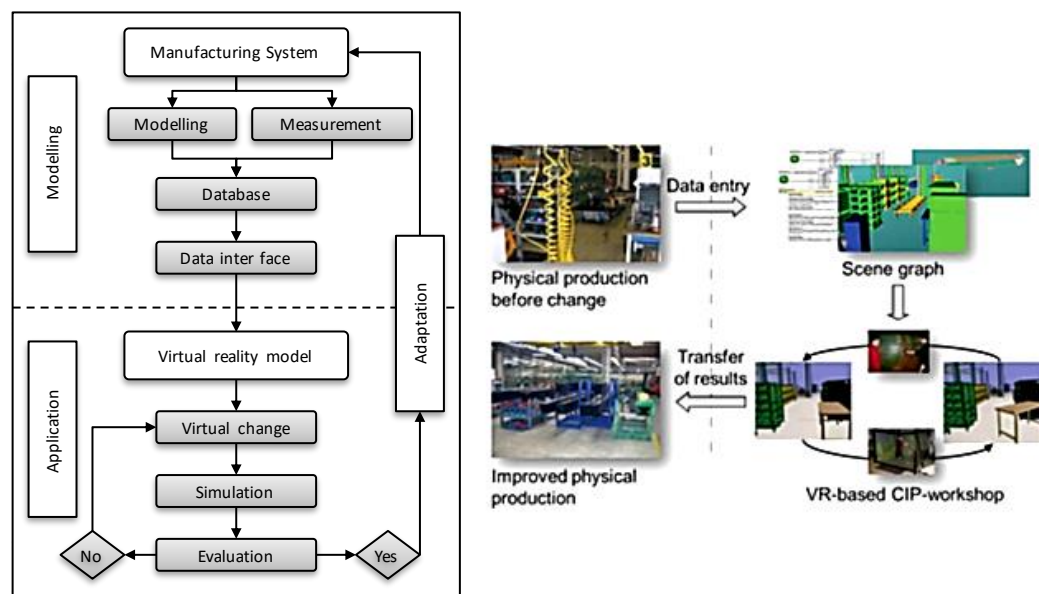 Manufacturing System
Modelling
Measurement
Modelling
Database
Data inter face
Adaptation
Virtual reality model
Application
Virtual change
Simulation
No
Evaluation
Yes
3
Data entry
Physical production
before change
Scene graph
Transfer
of results
Improved physical
production
VR-based CIP-workshop